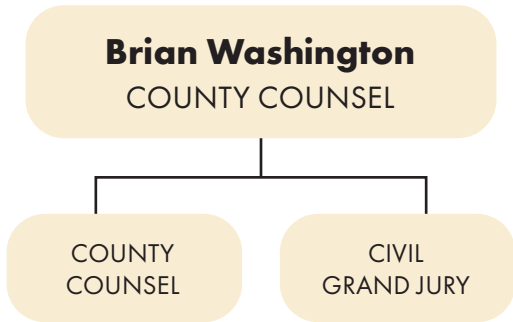 Brian Washington
COUNTY COUNSEL
COUNTY
COUNSEL
CIVIL
GRAND JURY